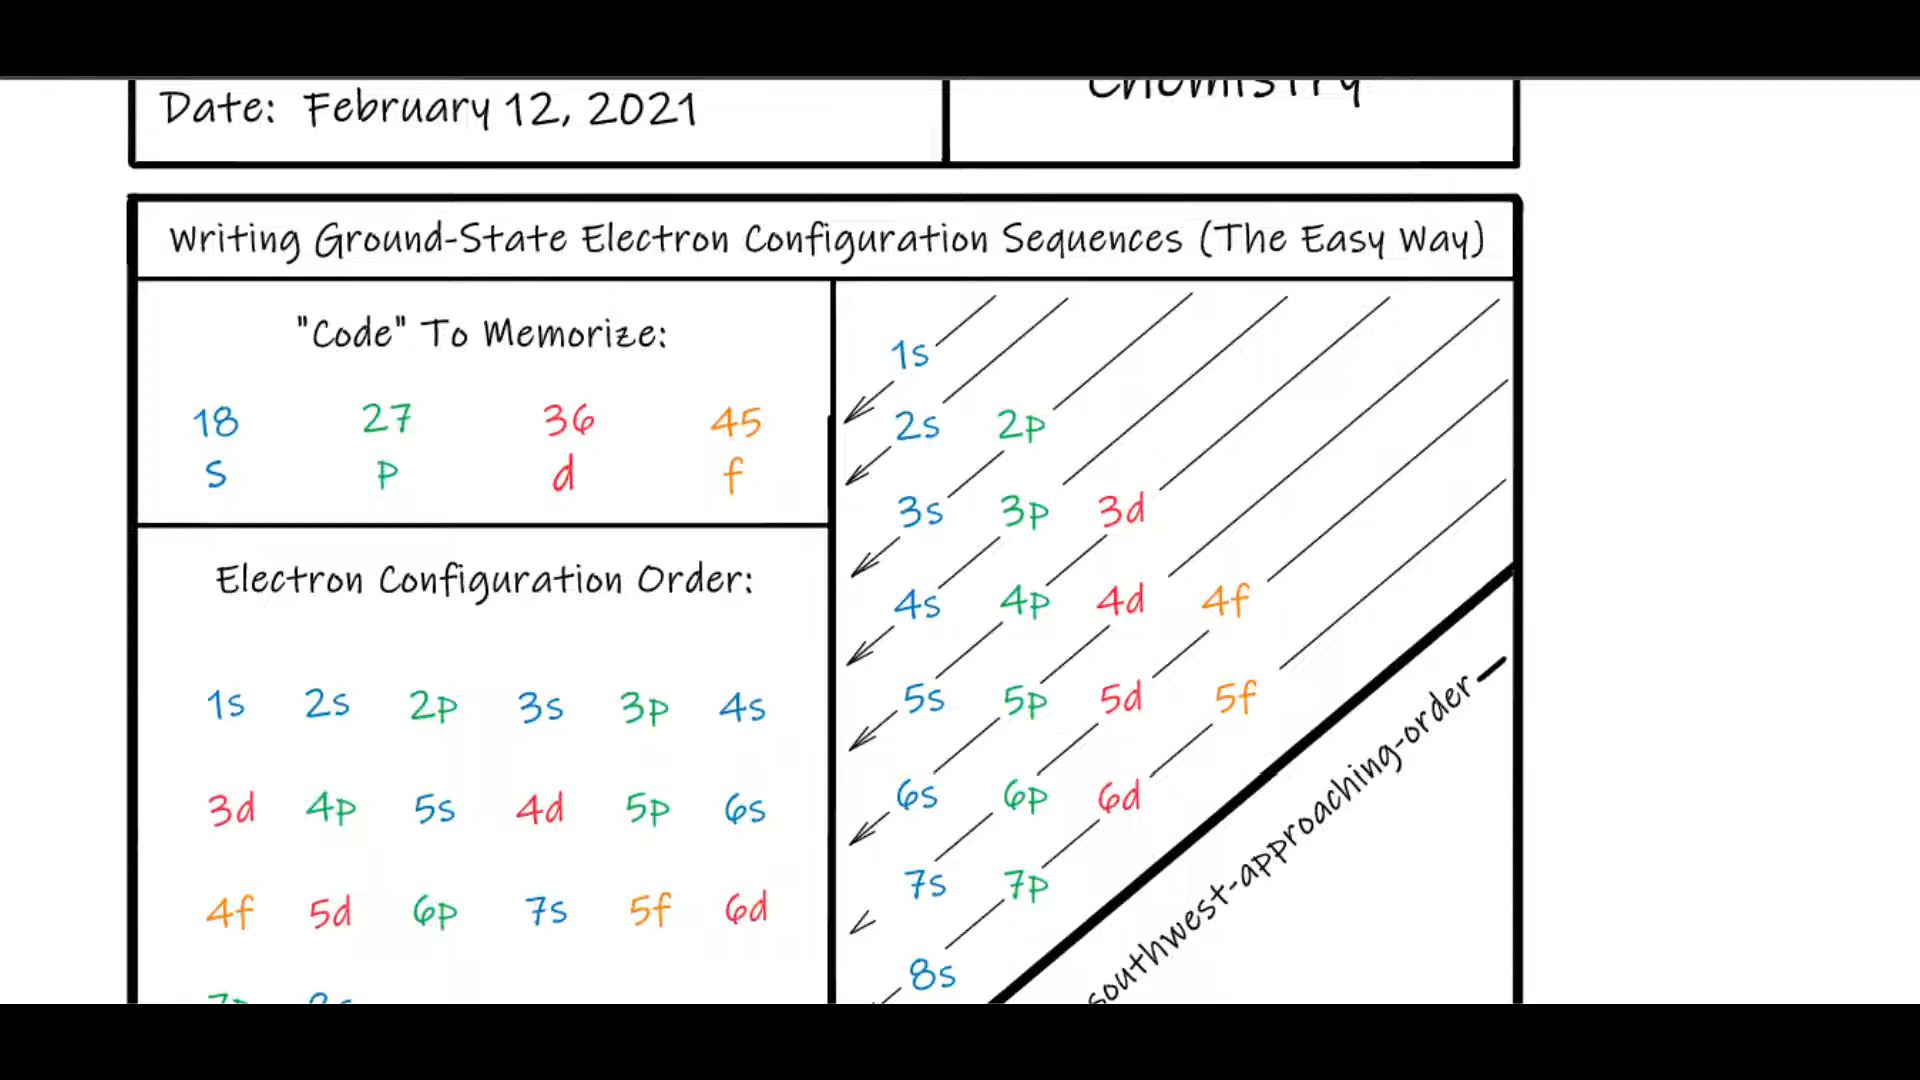 Date: February 12, 2021
Chemistry
Writing Ground-State Electron Configuration Sequences (The Easy Way)
"Code" To Memorize:
18 27 36 45
s p d f
Electron Configuration Order:
1s 2s 2p 3s 3p 4s
3d 4p 5s 4d 5p 6s
4f 5d 6p 7s 5f 6d
7p 8s
1s
2s 2p
3s 3p 3d
4s 4p 4d 4f
5s 5p 5d 5f
6s 6p 6d
7s 7p
8s
southwest-approaching-order